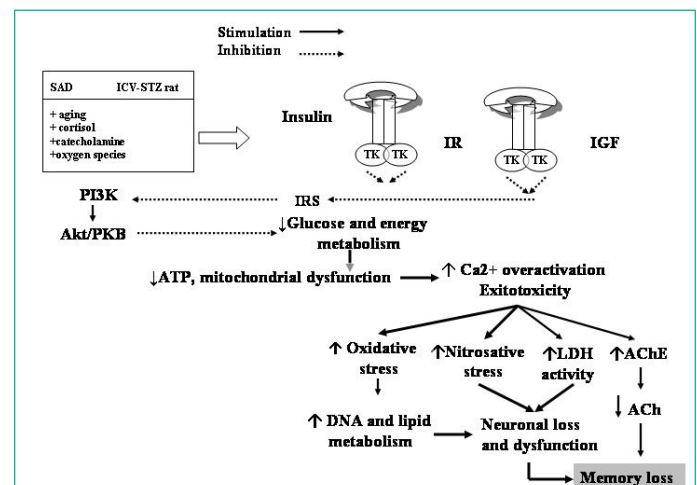 Stimulation
Inhibition
SAD ICV-STZ rat
+ aging
+ cortisol
+catecholamine
+oxygen species
Insulin
TK TK
IR
TK TK
IGF
PI3K
IRS
Akt/PKB
↓Glucose and energy
metabolism
↓ATP, mitochondrial dysfunction
↑ Ca2+ overactivation
Exitotoxicity
↑ Oxidative
stress
↑Nitrosative
stress
↑LDH
activity
↑AChE
↓ ACh
↑ DNA and lipid
metabolism
Neuronal loss
and dysfunction
Memory loss